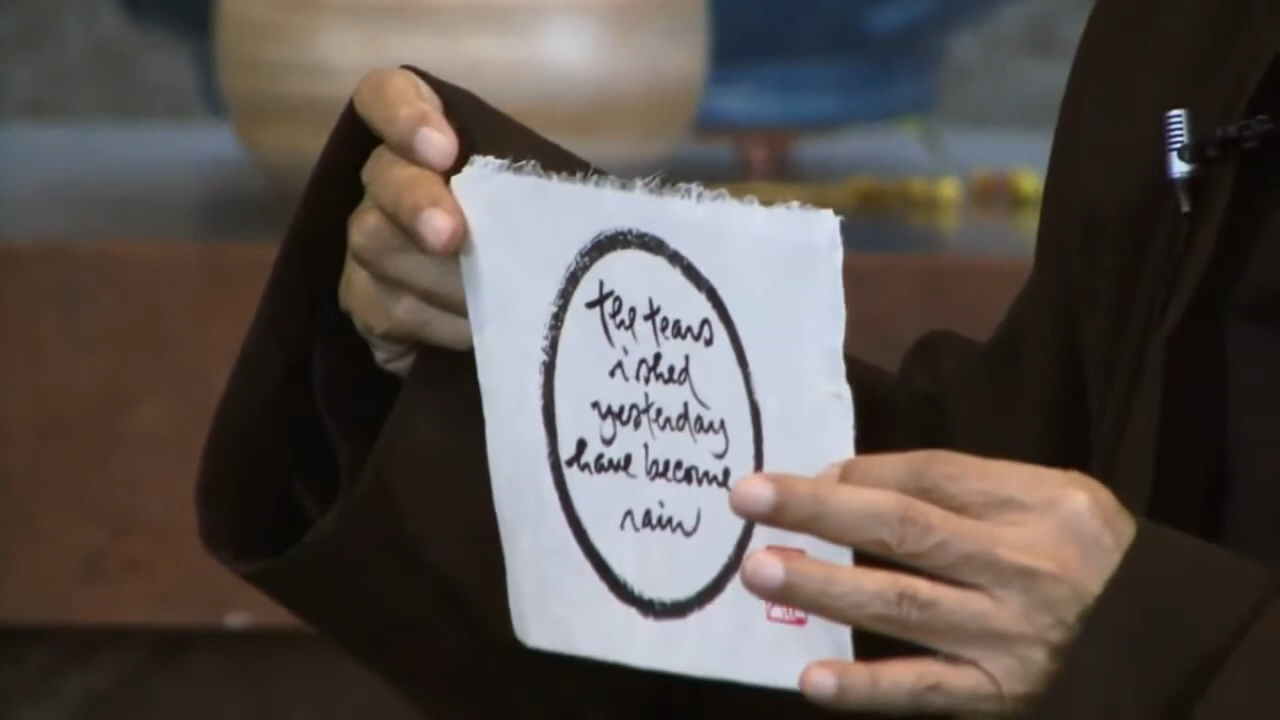 the tears
i shed
yesterday
have become
rain